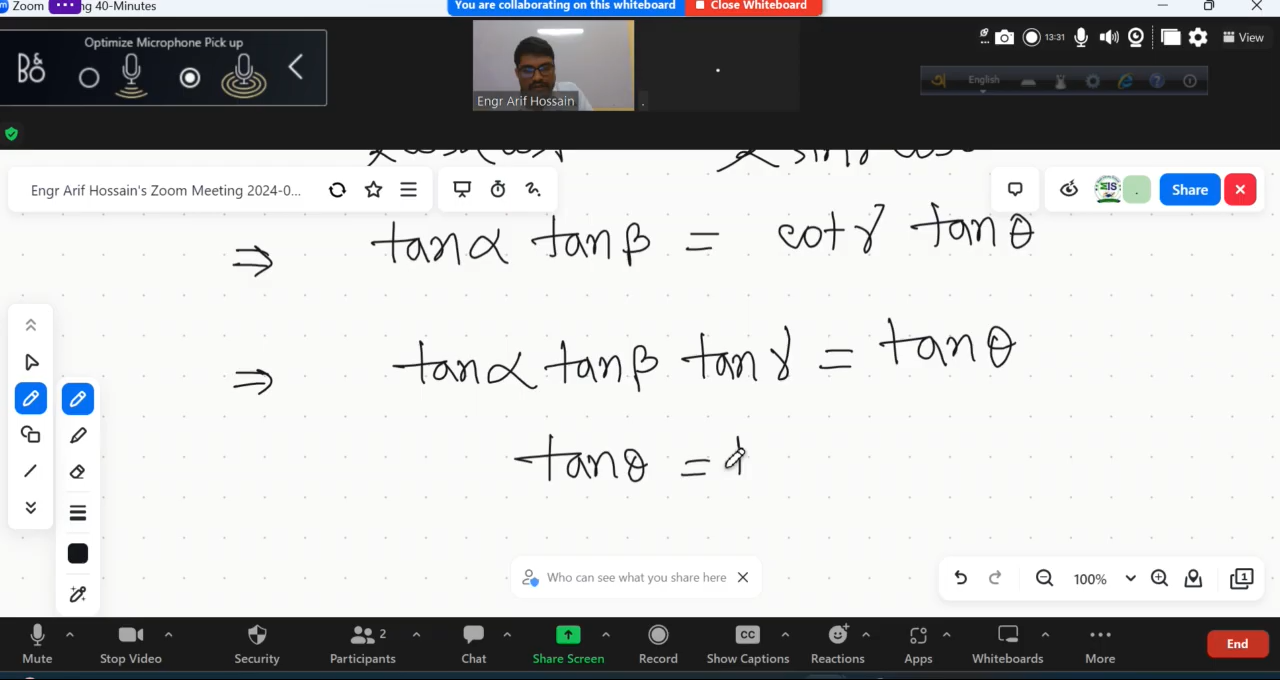 Zoom
ng 40-Minutes
You are collaborating on this whiteboard
Close Whiteboard
Optimize Microphone Pick up
B&O
Engr Arif Hossain
.
13:31
View
English
Engr Arif Hossain's Zoom Meeting 2024-0...
EIS
.
Share
⇒ tanα tanβ = cotγ tanθ
⇒ tanα tanβ tanγ = tanθ
tanθ =
Who can see what you share here
100%
1
Mute
Stop Video
Security
2
Participants
Chat
Share Screen
Record
CC
Show Captions
Reactions
Apps
Whiteboards
More
End